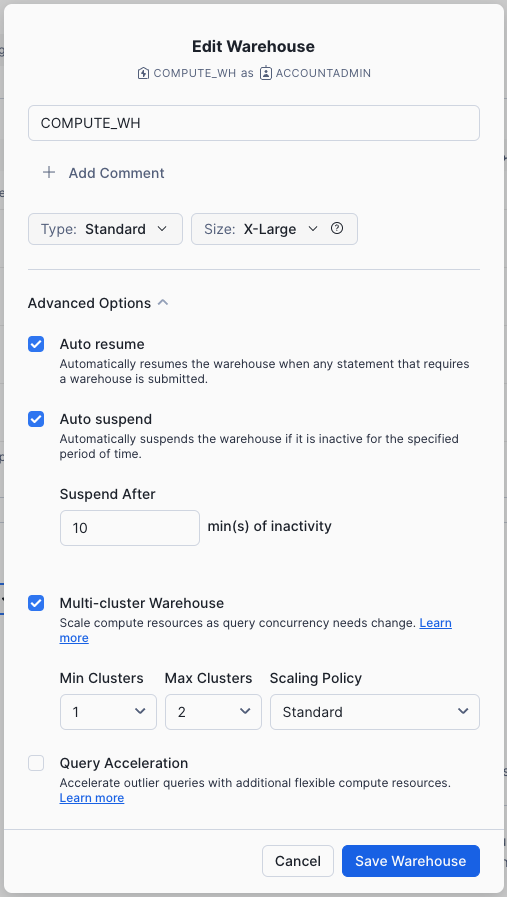 Edit Warehouse
COMPUTE_WH as ACCOUNTADMIN
COMPUTE_WH
+ Add Comment
Type: Standard
Size: X-Large
Advanced Options
Auto resume
Automatically resumes the warehouse when any statement that requires
a warehouse is submitted.
Auto suspend
Automatically suspends the warehouse if it is inactive for the specified
period of time.
Suspend After
10 min(s) of inactivity
Multi-cluster Warehouse
Scale compute resources as query concurrency needs change. Learn
more
Min Clusters Max Clusters Scaling Policy
1 2 Standard
Query Acceleration
Accelerate outlier queries with additional flexible compute resources.
Learn more
Cancel Save Warehouse